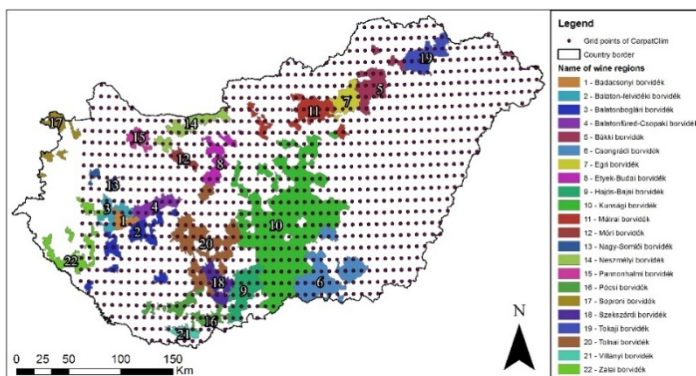 17
14
15
12
8
11
7
5
19
13
3
4
1
2
20
10
22
18
9
6
16
21
N
0 25 50 100 150
Km
Legend
Grid points of CarpatClim
Country border
Name of wine regions
1 - Badacsonyi borvidék
2 - Balaton-felvidéki borvidék
3 - Balatonboglári borvidék
4 - Balatonfüred-Csopaki borvidék
5 - Bükki borvidék
6 - Csongrádi borvidék
7 - Egri borvidék
8 - Etyek-Budai borvidék
9 - Hajós-Bajai borvidék
10 - Kunsági borvidék
11 - Mátrai borvidék
12 - Móri borvidék
13 - Nagy-Somlói borvidék
14 - Neszmélyi borvidék
15 - Pannonhalmi borvidék
16 - Pécsi borvidék
17 - Soproni borvidék
18 - Szekszárdi borvidék
19 - Tokaji borvidék
20 - Tolnai borvidék
21 - Villányi borvidék
22 - Zalai borvidék